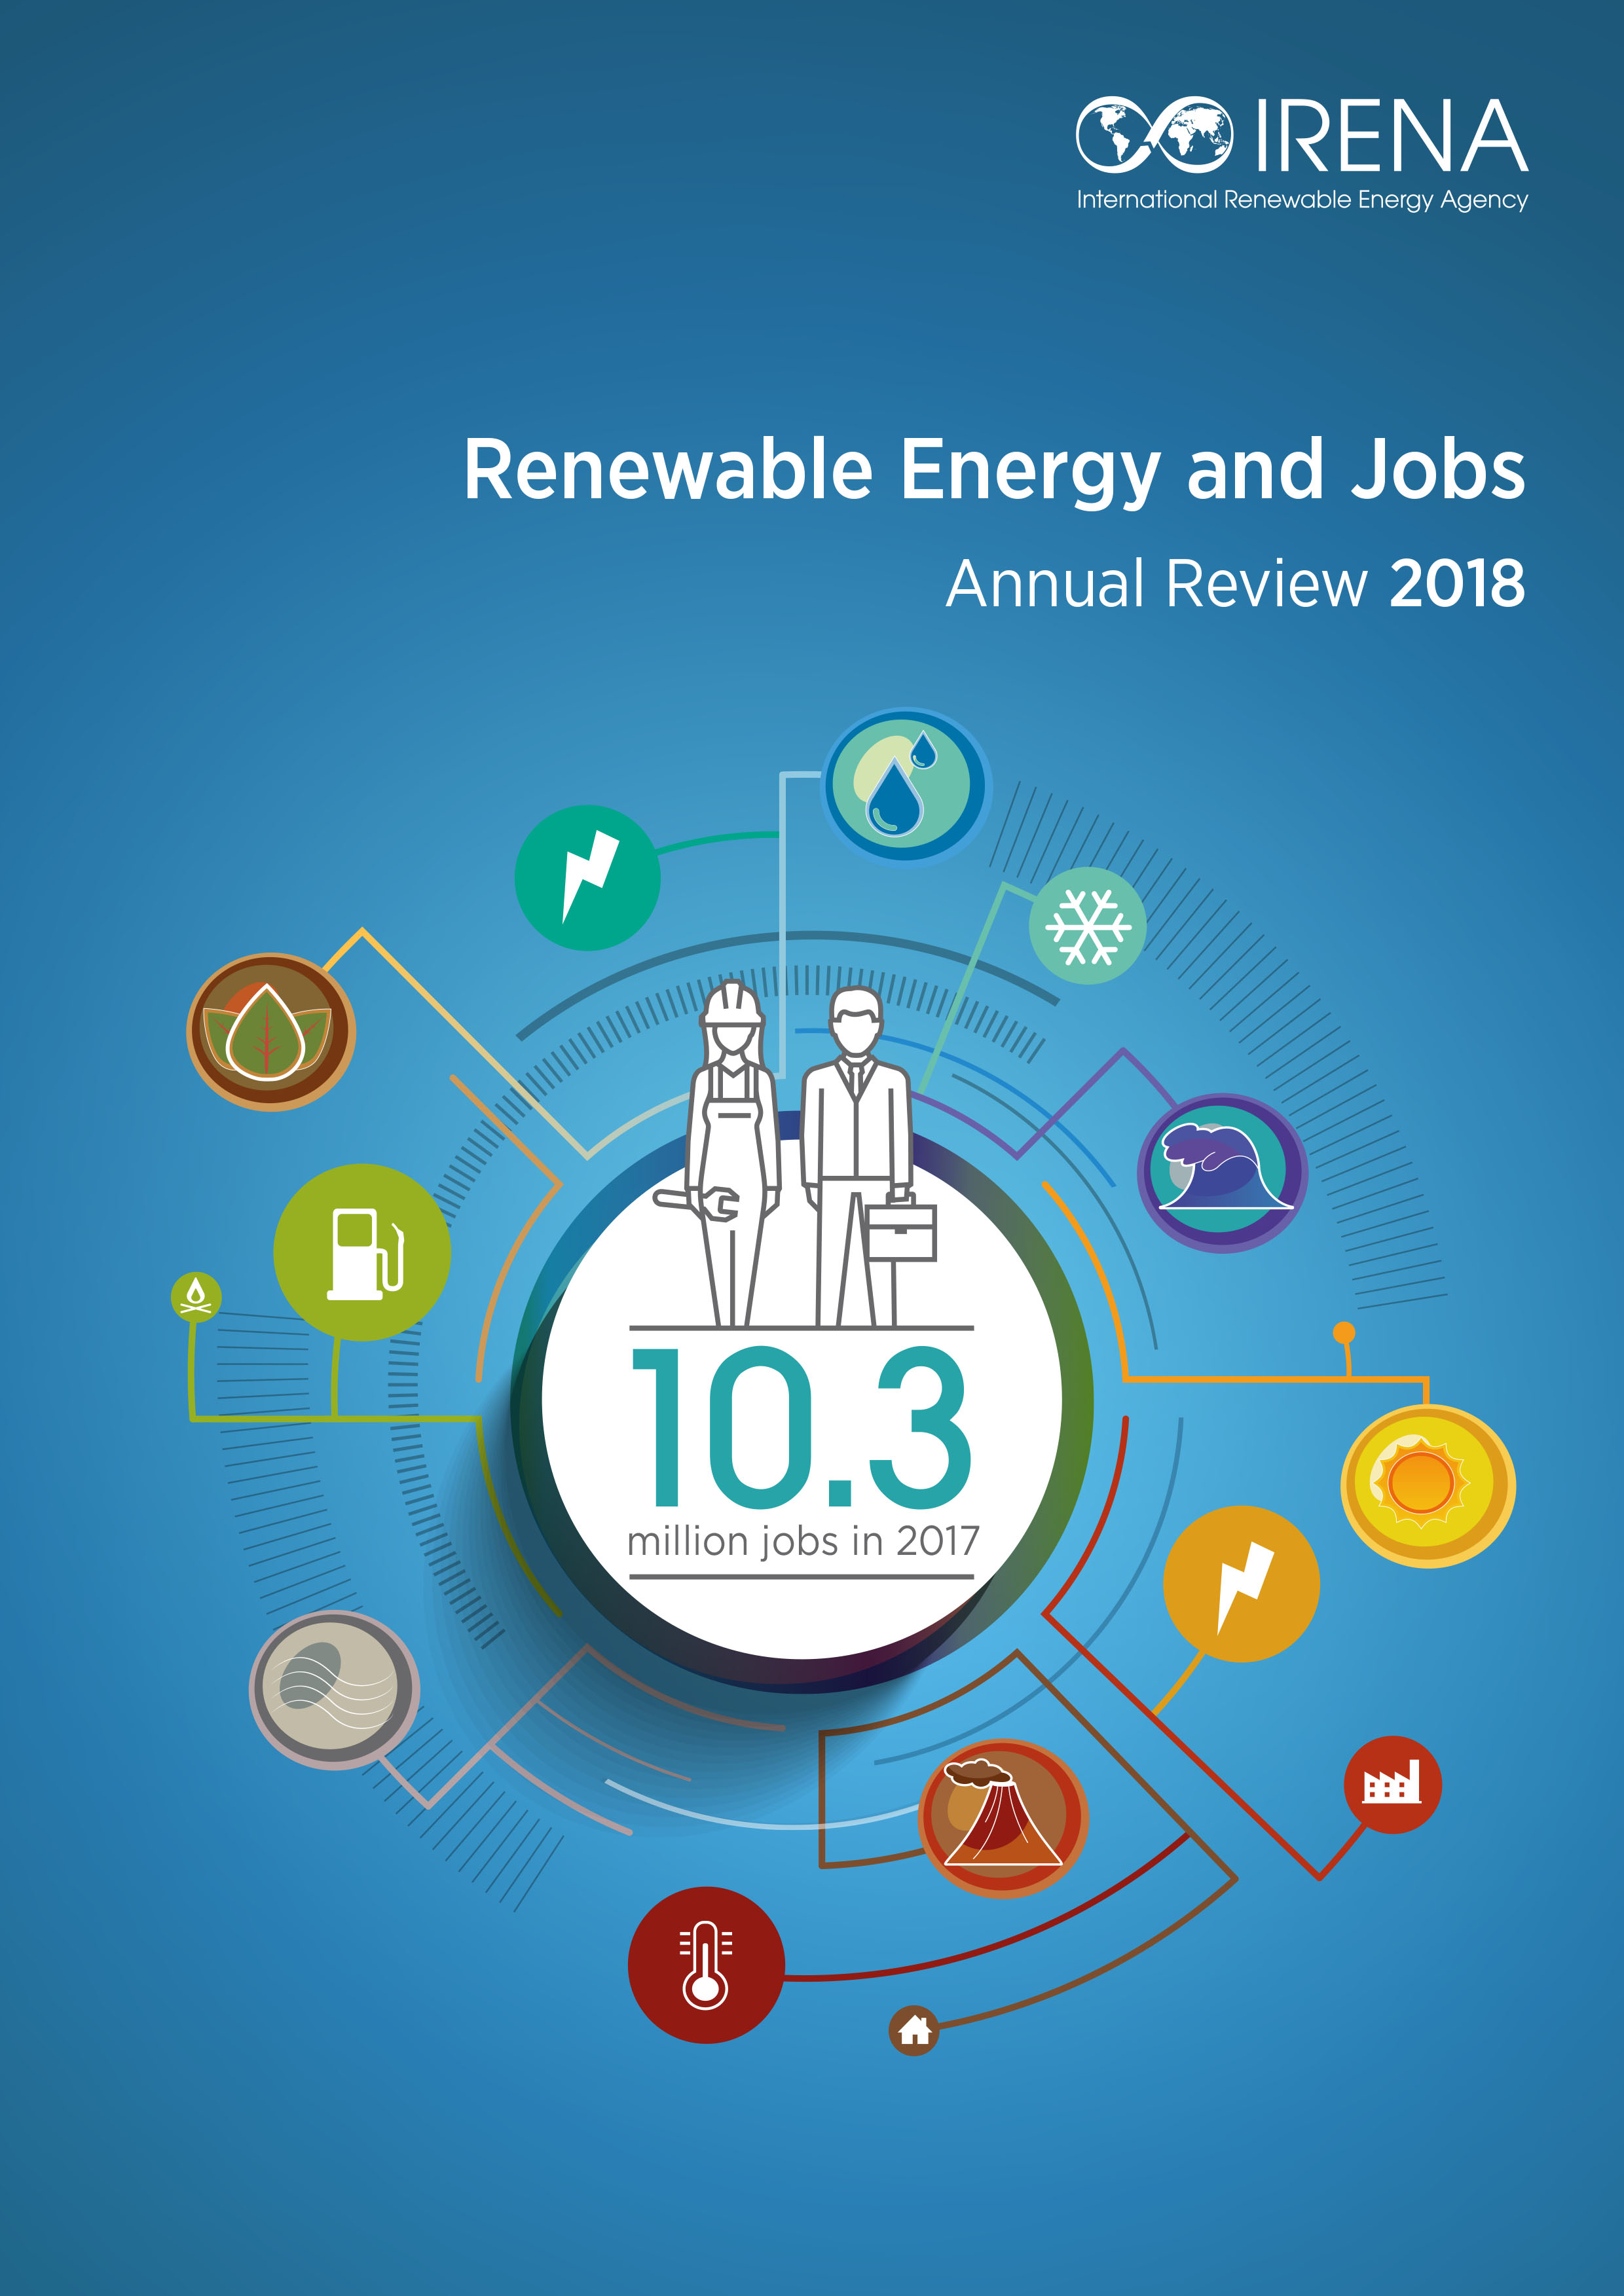 IRENA
International Renewable Energy Agency
Renewable Energy and Jobs
Annual Review 2018
10.3
million jobs in 2017